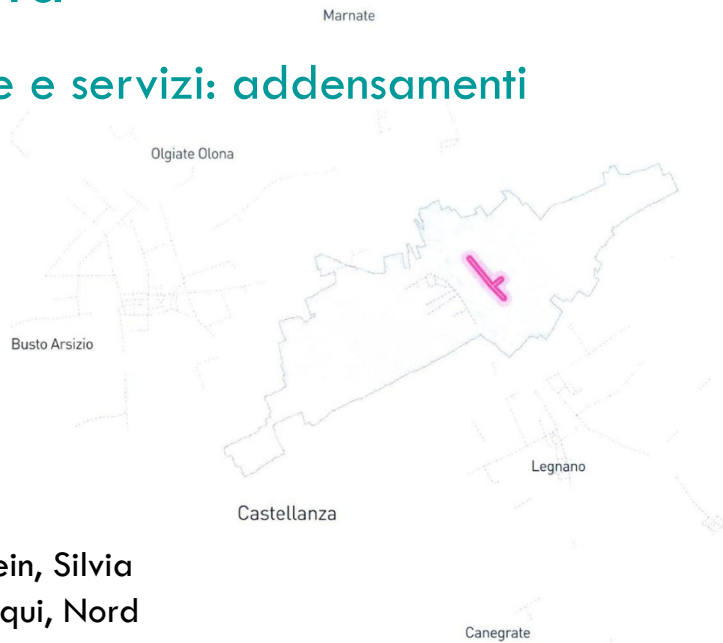 Marnate
e e servizi: addensamenti
Olgiate Olona
Busto Arsizio
Legnano
Castellanza
ein, Silvia
qui, Nord
Canegrate